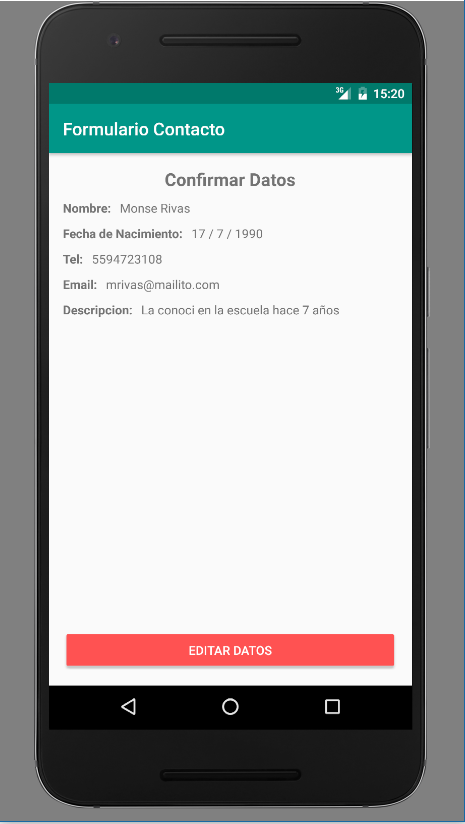 3G 15:20
Formulario Contacto
Confirmar Datos
Nombre: Monse Rivas
Fecha de Nacimiento: 17 / 7 / 1990
Tel: 5594723108
Email: mrivas@mailito.com
Descripcion: La conoci en la escuela hace 7 años
EDITAR DATOS